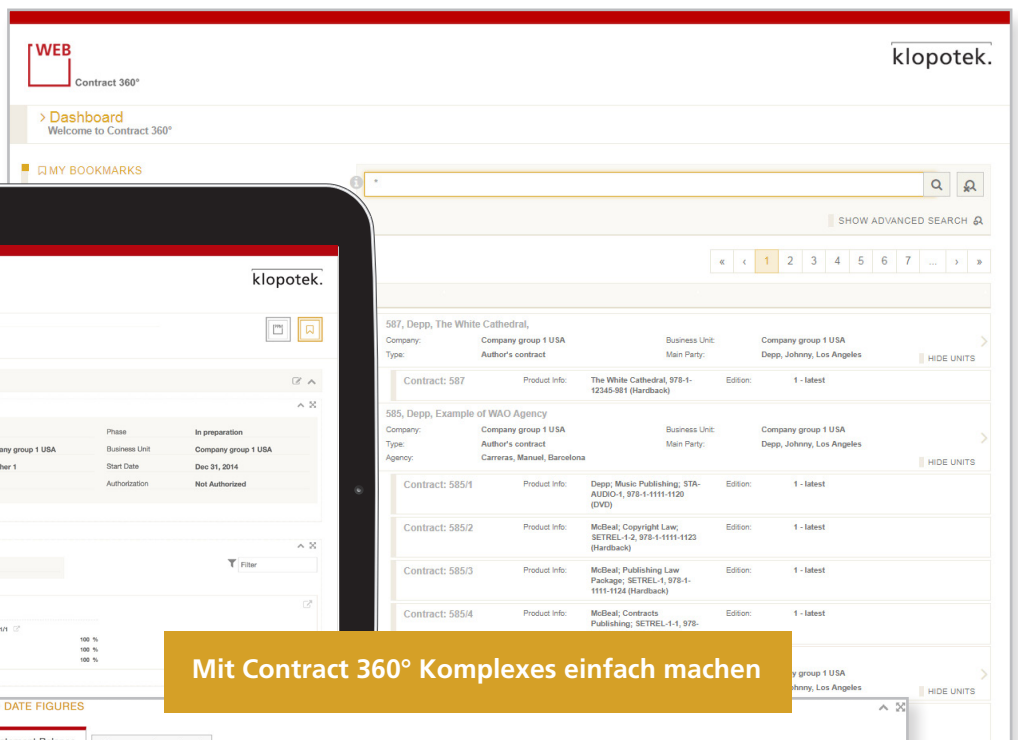 WEB
klopotek.
Contract 360°
> Dashboard
Welcome to Contract 360°
MY BOOKMARKS
*
SHOW ADVANCED SEARCH
« ‹ 1 2 3 4 5 6 7 ... › »
587, Depp, The White Cathedral,
Company: Company group 1 USA Business Unit: Company group 1 USA
Type: Author's contract Main Party: Depp, Johnny, Los Angeles
HIDE UNITS
Contract: 587 Product Info: The White Cathedral, 978-1- Edition: 1 - latest
12345-981 (Hardback)
585, Depp, Example of WAO Agency
Company: Company group 1 USA Business Unit: Company group 1 USA
Type: Author's contract Main Party: Depp, Johnny, Los Angeles
Agency: Carreras, Manuel, Barcelona
HIDE UNITS
Contract: 585/1 Product Info: Depp; Music Publishing; STA- Edition: 1 - latest
AUDIO-1, 978-1-1111-1120
(DVD)
Contract: 585/2 Product Info: McBeal; Copyright Law; Edition: 1 - latest
SETREL-1-2, 978-1-1111-1123
(Hardback)
Contract: 585/3 Product Info: McBeal; Publishing Law Edition: 1 - latest
Package; SETREL-1, 978-1-
1111-1124 (Hardback)
Contract: 585/4 Product Info: McBeal; Contracts Edition: 1 - latest
Publishing; SETREL-1-1, 978-
group 1 USA
Los Angeles
HIDE UNITS
klopotek.
Phase In preparation
group 1 USA Business Unit Company group 1 USA
1 Start Date Dec 31, 2014
Authorization Not Authorized
Filter
100 %
100 %
100 %
Mit Contract 360° Komplexes einfach machen
DATE FIGURES